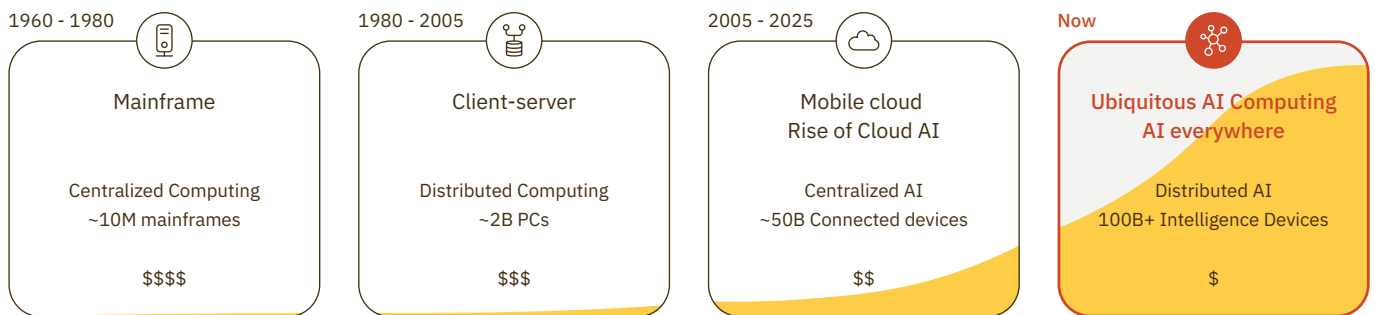 1960 - 1980
Mainframe
Centralized Computing
~10M mainframes
$$$$
1980 - 2005
Client-server
Distributed Computing
~2B PCs
$$$
2005 - 2025
Mobile cloud
Rise of Cloud AI
Centralized AI
~50B Connected devices
$$
Now
Ubiquitous AI Computing
AI everywhere
Distributed AI
100B+ Intelligence Devices
$